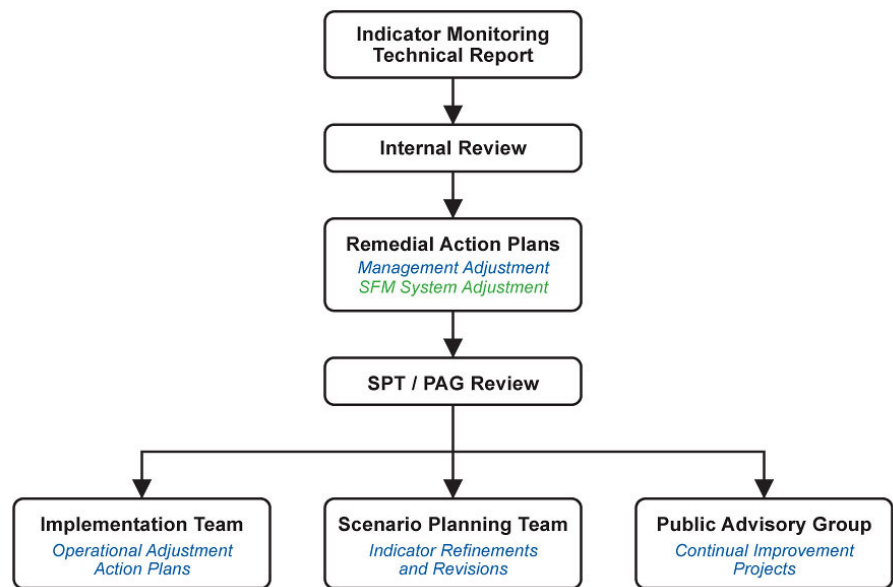 Indicator Monitoring
Technical Report
Internal Review
Remedial Action Plans
Management Adjustment
SFM System Adjustment
SPT / PAG Review
Implementation Team
Operational Adjustment
Action Plans
Scenario Planning Team
Indicator Refinements
and Revisions
Public Advisory Group
Continual Improvement
Projects